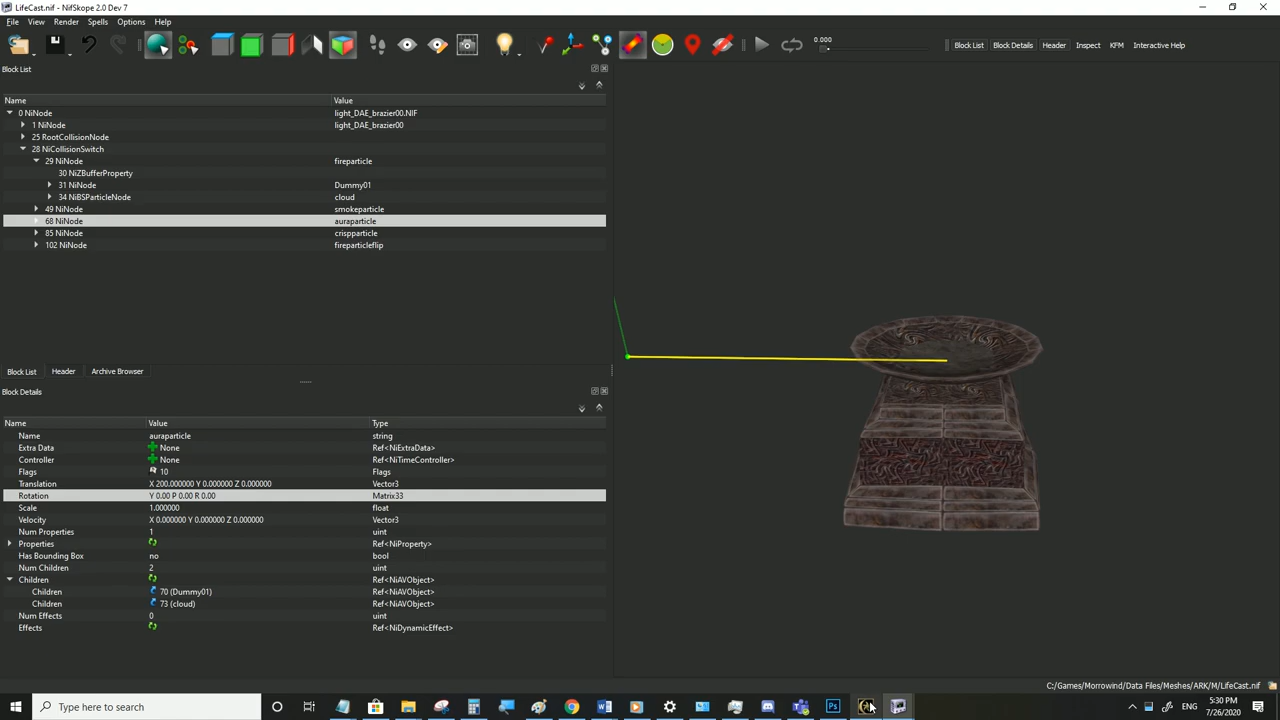 LifeCast.nif - NifSkope 2.0 Dev 7
File View Render Spells Options Help
0.000
Block List Block Details Header Inspect KFM Interactive Help
Block List
Name Value
0 NiNode light_DAE_brazier00.NIF
1 NiNode light_DAE_brazier00
25 RootCollisionNode
28 NiCollisionSwitch
29 NiNode fireparticle
30 NiZBufferProperty
31 NiNode Dummy01
34 NiBSParticleNode cloud
49 NiNode smokeparticle
68 NiNode auraparticle
85 NiNode crispparticle
102 NiNode fireparticleflip
Block List Header Archive Browser
Block Details
Name Value Type
Name auraparticle string
Extra Data None Ref<NiExtraData>
Controller None Ref<NiTimeController>
Flags 10 Flags
Translation X 200.000000 Y 0.000000 Z 0.000000 Vector3
Rotation Y 0.00 P 0.00 R 0.00 Matrix33
Scale 1.000000 float
Velocity X 0.000000 Y 0.000000 Z 0.000000 Vector3
Num Properties 1 uint
Properties Ref<NiProperty>
Has Bounding Box no bool
Num Children 2 uint
Children Ref<NiAVObject>
Children 70 (Dummy01) Ref<NiAVObject>
Children 73 (cloud) Ref<NiAVObject>
Num Effects 0 uint
Effects Ref<NiDynamicEffect>
C:/Games/Morrowind/Data Files/Meshes/ARK/M/LifeCast.nif
Type here to search
ENG
5:30 PM
7/26/2020